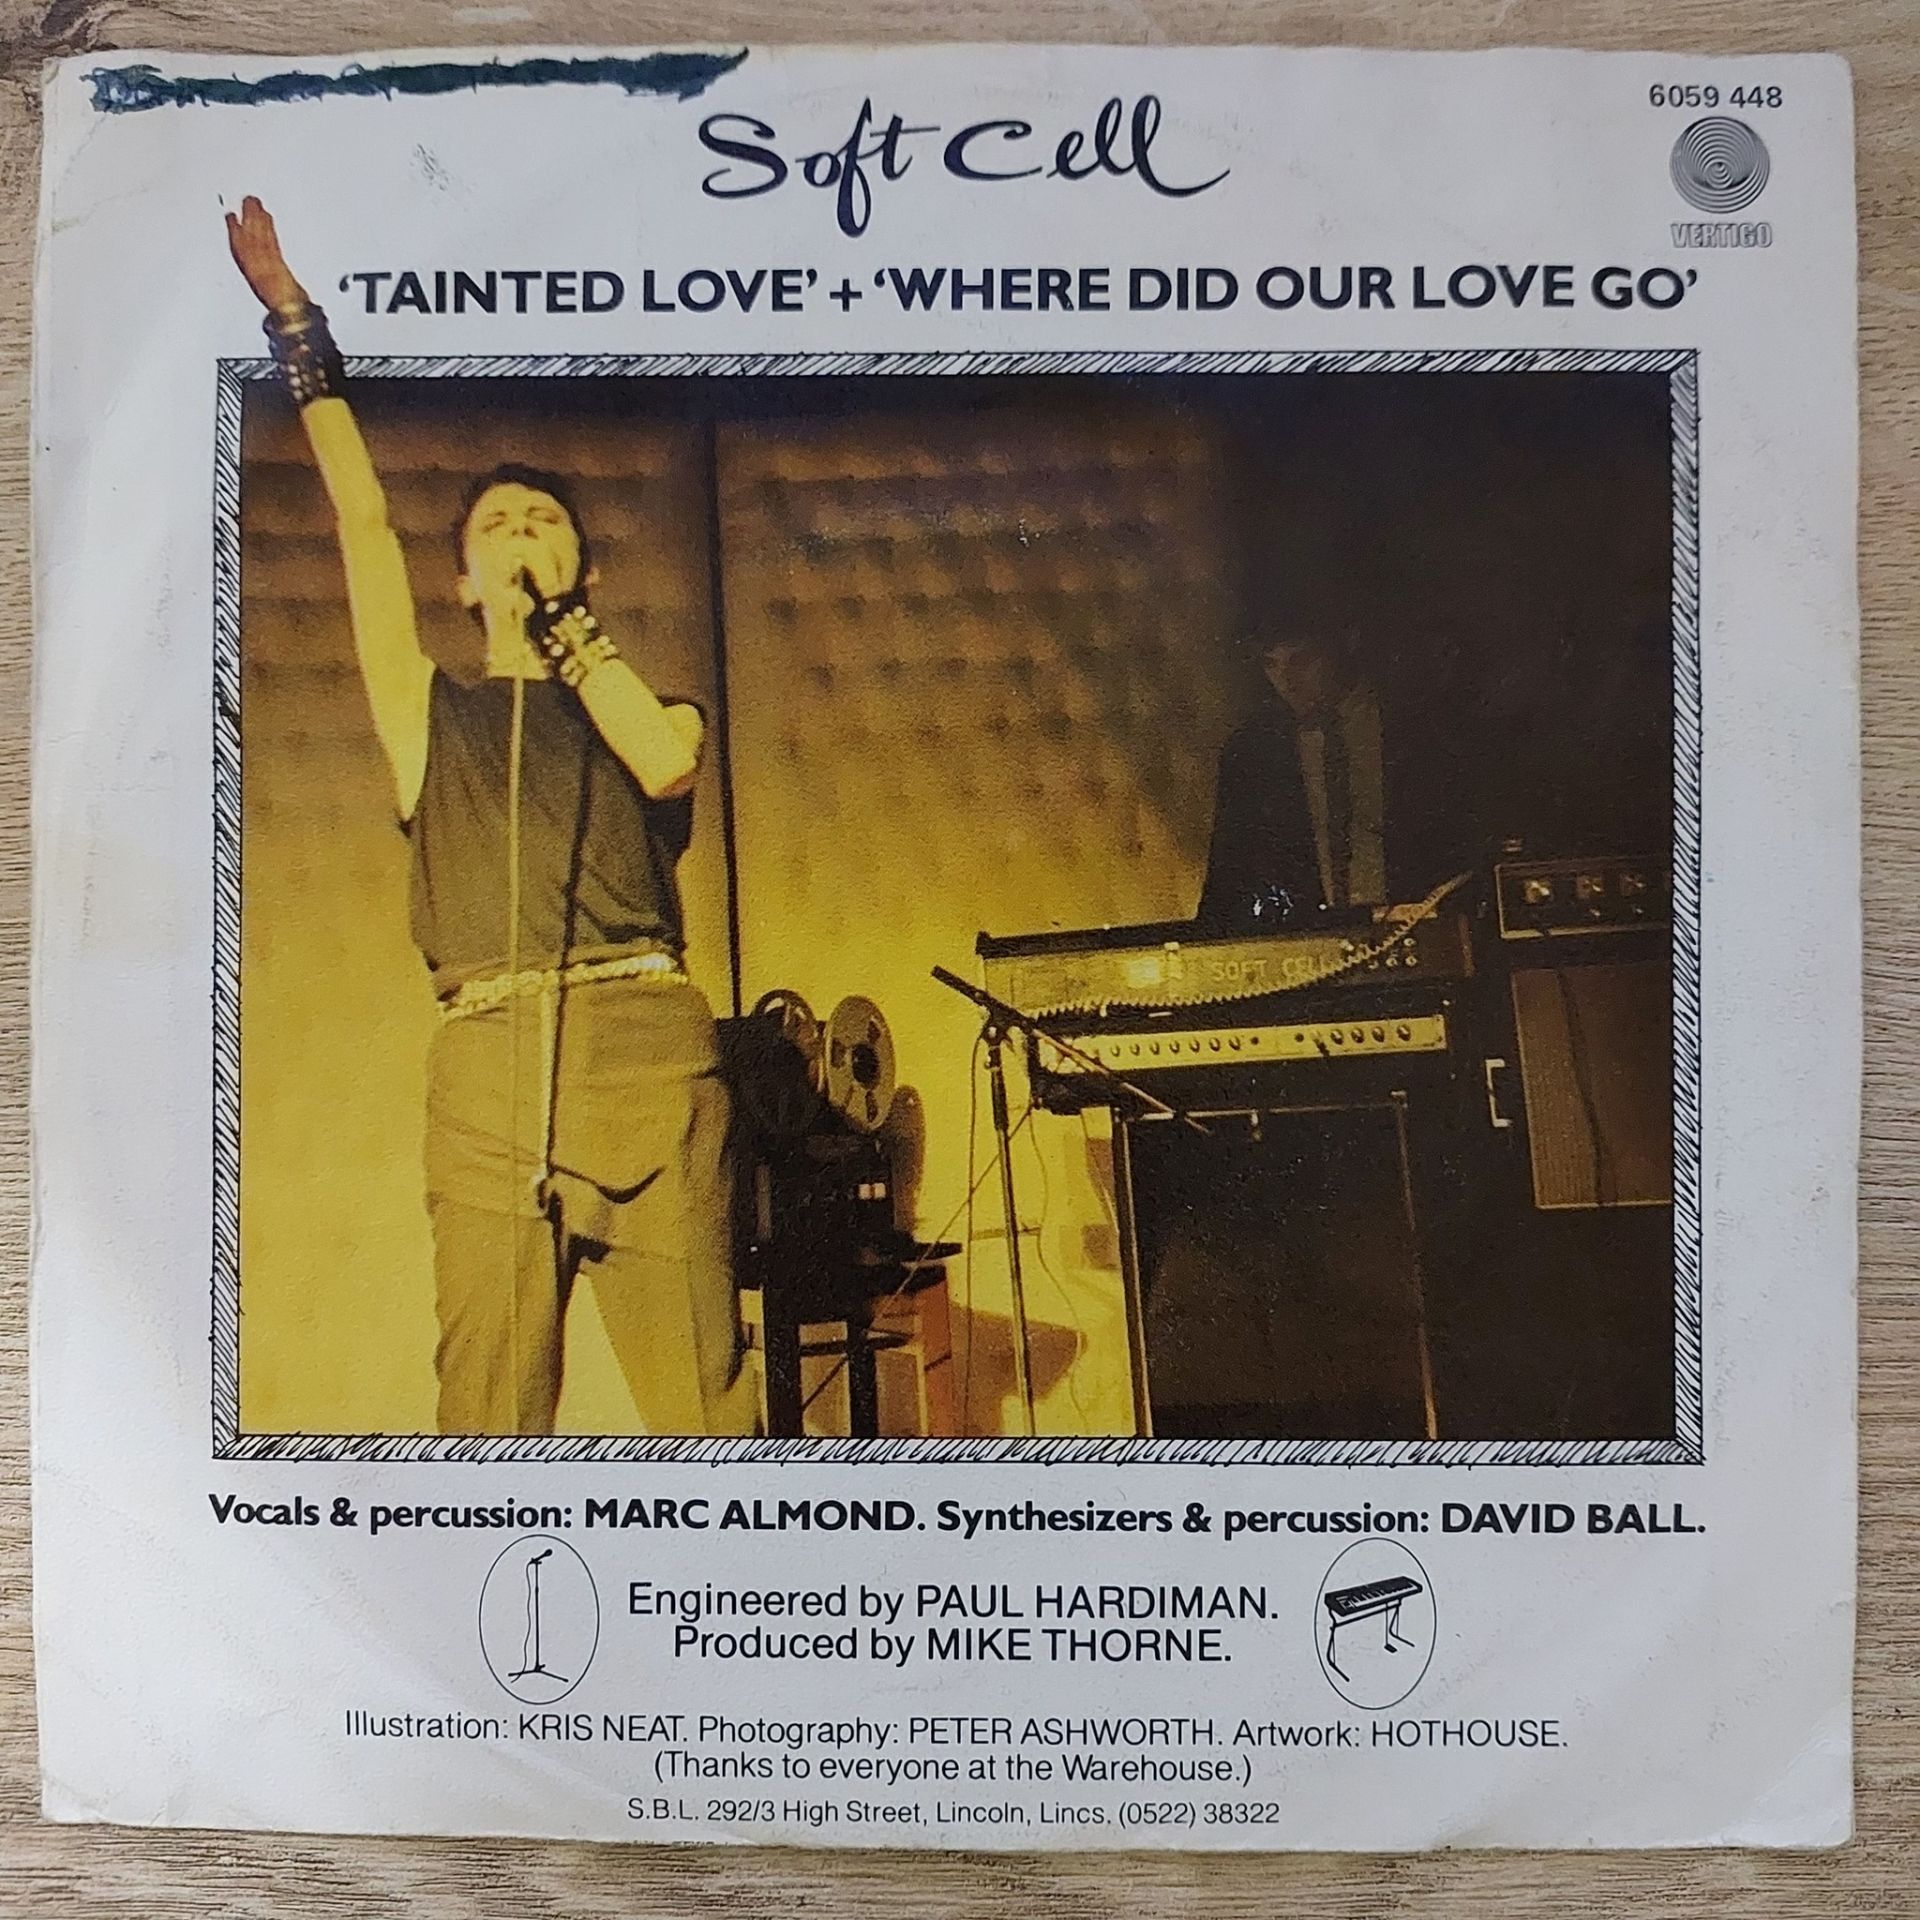 6059 448
Soft Cell
VERTIGO
‘TAINTED LOVE’ + ‘WHERE DID OUR LOVE GO’
SOFT CELL
Vocals & percussion: MARC ALMOND. Synthesizers & percussion: DAVID BALL.
Engineered by PAUL HARDIMAN.
Produced by MIKE THORNE.
Illustration: KRIS NEAT. Photography: PETER ASHWORTH. Artwork: HOTHOUSE.
(Thanks to everyone at the Warehouse.)
S.B.L. 292/3 High Street, Lincoln, Lincs. (0522) 38322